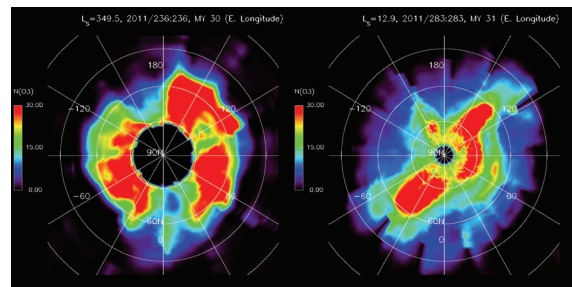 L_S=349.5, 2011/236:236, MY 30 (E. Longitude)
N(O3)
30.00
15.00
0.00
180
-120
120
90N
-60
60
60N
0
L_S=12.9, 2011/283:283, MY 31 (E. Longitude)
N(O3)
30.00
15.00
0.00
180
-120
120
90N
-60
60
60N
0